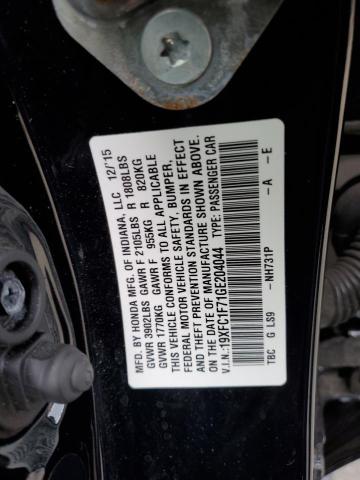 MFD. BY HONDA MFG. OF INDIANA, LLC 12/'15
GVWR 3902LBS GAWR F 2105LBS R 1808LBS
GVWR 1770KG GAWR F 955KG R 820KG
THIS VEHICLE CONFORMS TO ALL APPLICABLE
FEDERAL MOTOR VEHICLE SAFETY, BUMPER,
AND THEFT PREVENTION STANDARDS IN EFFECT
ON THE DATE OF MANUFACTURE SHOWN ABOVE.
V.I.N.: 19XFC1F71GE204044 TYPE: PASSENGER CAR
NH731P A E
TBC G LS9